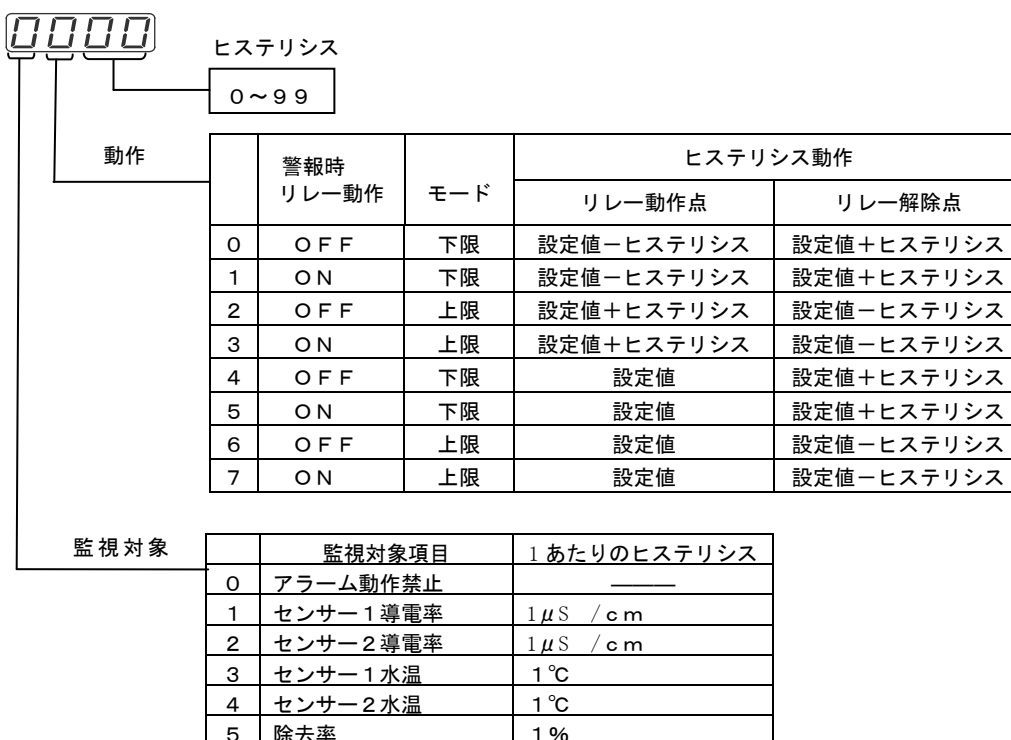 0000
ヒステリシス
0～99
動作
警報時
リレー動作 モード ヒステリシス動作
リレー動作点 リレー解除点
0 OFF 下限 設定値－ヒステリシス 設定値＋ヒステリシス
1 ON 下限 設定値－ヒステリシス 設定値＋ヒステリシス
2 OFF 上限 設定値＋ヒステリシス 設定値－ヒステリシス
3 ON 上限 設定値＋ヒステリシス 設定値－ヒステリシス
4 OFF 下限 設定値 設定値＋ヒステリシス
5 ON 下限 設定値 設定値＋ヒステリシス
6 OFF 上限 設定値 設定値－ヒステリシス
7 ON 上限 設定値 設定値－ヒステリシス
監視対象
監視対象項目 1あたりのヒステリシス
0 アラーム動作禁止 ―――
1 センサー1導電率 1μS /cm
2 センサー2導電率 1μS /cm
3 センサー1水温 1℃
4 センサー2水温 1℃
5 除去率 1%